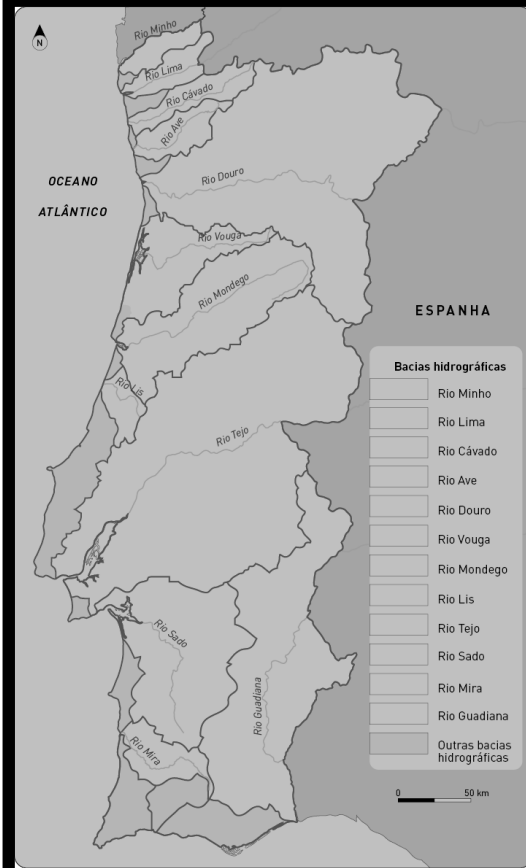 N
Rio Minho
Rio Lima
Rio Cávado
Rio Ave
OCEANO
ATLÂNTICO
Rio Douro
Rio Vouga
Rio Mondego
ESPANHA
Rio Lis
Rio Tejo
Rio Sado
Rio Guadiana
Rio Mira
Bacias hidrográficas
Rio Minho
Rio Lima
Rio Cávado
Rio Ave
Rio Douro
Rio Vouga
Rio Mondego
Rio Lis
Rio Tejo
Rio Sado
Rio Mira
Rio Guadiana
Outras bacias
hidrográficas
0 50 km